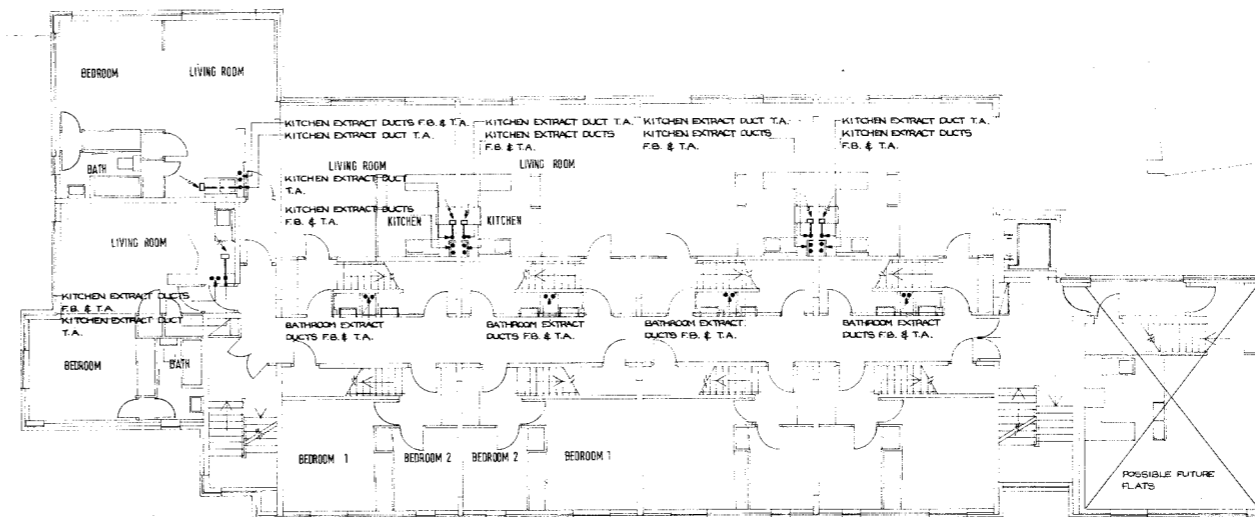 BEDROOM
LIVING ROOM
KITCHEN EXTRACT DUCTS F.B. & T.A.
KITCHEN EXTRACT DUCT T.A.
KITCHEN EXTRACT DUCT T.A.
KITCHEN EXTRACT DUCTS
F.B. & T.A.
KITCHEN EXTRACT DUCT T.A.
KITCHEN EXTRACT DUCTS
F.B. & T.A.
KITCHEN EXTRACT DUCT T.A.
KITCHEN EXTRACT DUCTS
F.B. & T.A.
BATH
LIVING ROOM
LIVING ROOM
KITCHEN EXTRACT DUCT
T.A.
KITCHEN EXTRACT DUCTS
F.B. & T.A.
KITCHEN
KITCHEN
LIVING ROOM
KITCHEN EXTRACT DUCTS
F.B. & T.A.
KITCHEN EXTRACT DUCT
T.A.
BATHROOM EXTRACT
DUCTS F.B. & T.A.
BATHROOM EXTRACT
DUCTS F.B. & T.A.
BATHROOM EXTRACT
DUCTS F.B. & T.A.
BATHROOM EXTRACT
DUCTS F.B. & T.A.
BEDROOM
BATH
BEDROOM 1
BEDROOM 2
BEDROOM 2
BEDROOM 1
POSSIBLE FUTURE
FLATS